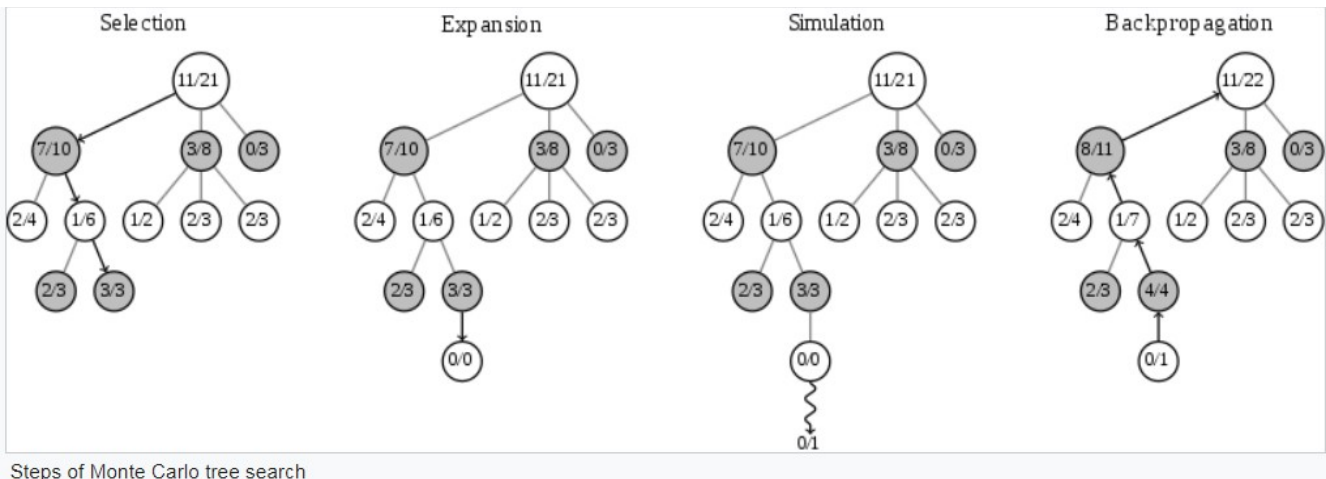 Selection Expansion Simulation Backpropagation
11/21 11/21 11/21 11/22
7/10 3/8 0/3 7/10 3/8 0/3 7/10 3/8 0/3 8/11 3/8 0/3
2/4 1/6 1/2 2/3 2/3 2/4 1/6 1/2 2/3 2/3 2/4 1/6 1/2 2/3 2/3 2/4 1/7 1/2 2/3 2/3
2/3 3/3 2/3 3/3 2/3 3/3 2/3 4/4
0/0 0/0 0/1
0/1
Steps of Monte Carlo tree search